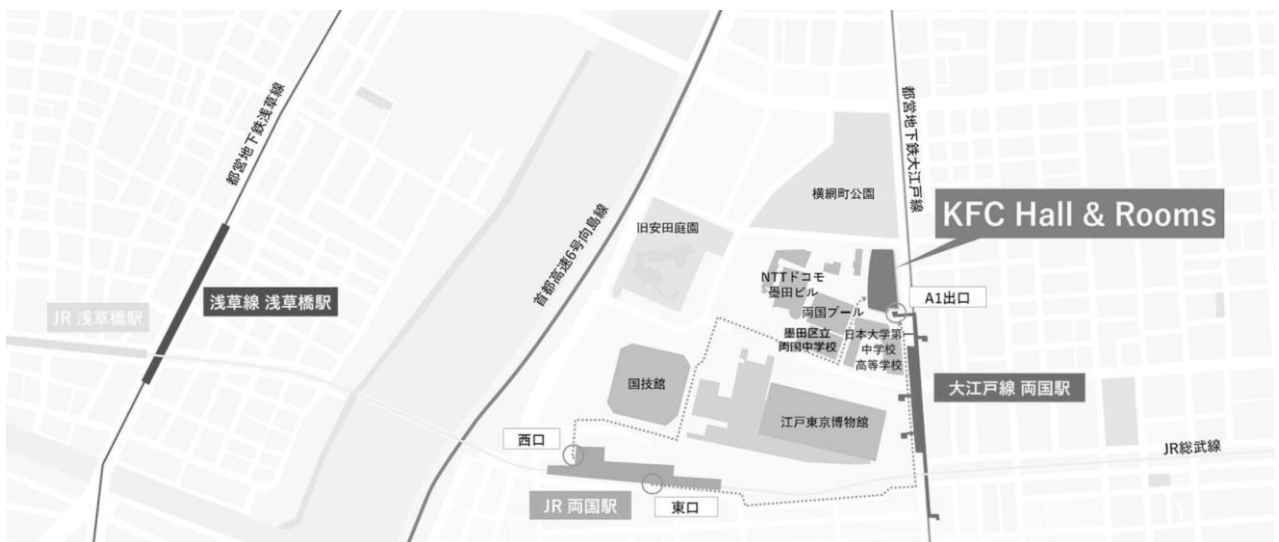 都営地下鉄浅草線
首都高速6号向島線
都営地下鉄大江戸線
横網町公園
KFC Hall & Rooms
旧安田庭園
NTTドコモ
墨田ビル
両国プール
A1出口
墨田区立
両国中学校
日本大学第一
中学校
高等学校
浅草線 浅草橋駅
JR 浅草橋駅
国技館
大江戸線 両国駅
江戸東京博物館
西口
JR総武線
JR 両国駅
東口